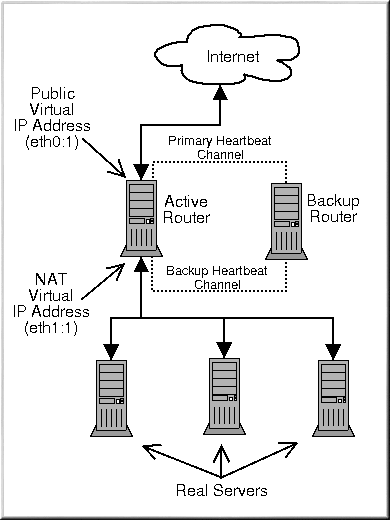 Internet
Public
Virtual
IP Address
(eth0:1)
Primary Heartbeat
Channel
Active
Router
Backup
Router
Backup Heartbeat
Channel
NAT
Virtual
IP Address
(eth1:1)
Real Servers